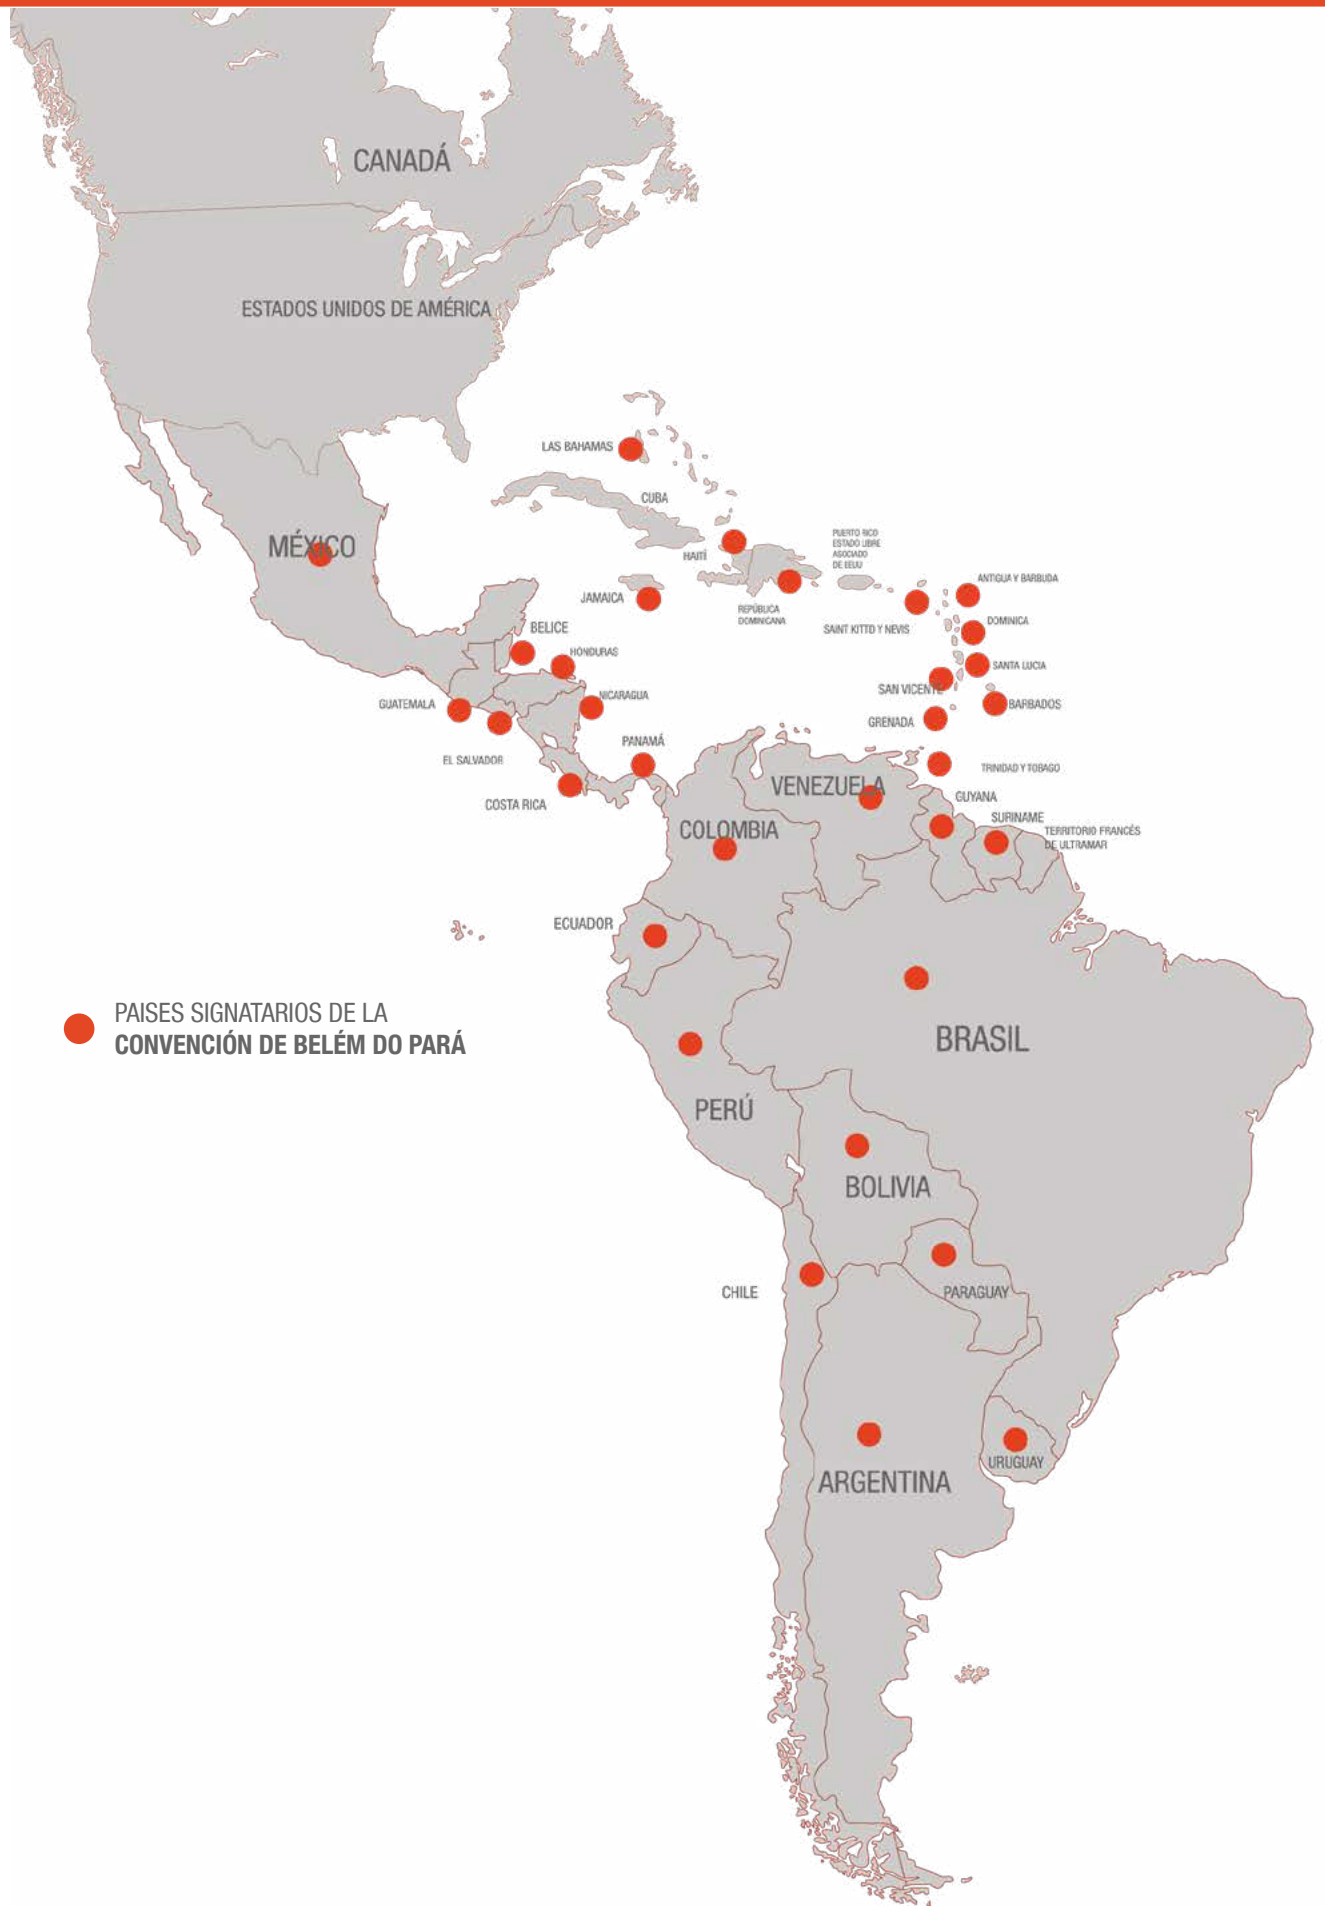 CANADÁ
ESTADOS UNIDOS DE AMÉRICA
LAS BAHAMAS
CUBA
MÉXICO
HAITÍ
PUERTO RICO
ESTADO LIBRE
ASOCIADO
DE EEUU
JAMAICA
REPÚBLICA
DOMINICANA
ANTIGUA Y BARBUDA
SAINT KITTD Y NEVIS
DOMINICA
BELICE
HONDURAS
SANTA LUCIA
GUATEMALA
NICARAGUA
SAN VICENTE
BARBADOS
GRENADA
EL SALVADOR
PANAMÁ
TRINIDAD Y TOBAGO
COSTA RICA
VENEZUELA
GUYANA
COLOMBIA
SURINAME
TERRITORIO FRANCÉS
DE ULTRAMAR
ECUADOR
PAISES SIGNATARIOS DE LA
CONVENCIÓN DE BELÉM DO PARÁ
BRASIL
PERÚ
BOLIVIA
CHILE
PARAGUAY
URUGUAY
ARGENTINA